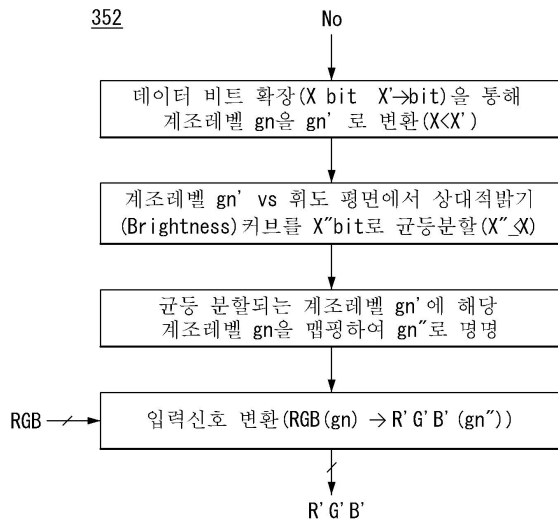 352
No
데이터 비트 확장(X bit X'→bit)을 통해
계조레벨 gn을 gn' 로 변환(X<X')
계조레벨 gn' vs 휘도 평면에서 상대적밝기
(Brightness)커브를 X"bit로 균등분할(X"≤X)
균등 분할되는 계조레벨 gn'에 해당
계조레벨 gn을 맵핑하여 gn"로 명명
RGB
입력신호 변환(RGB(gn) → R'G'B'(gn"))
R'G'B'